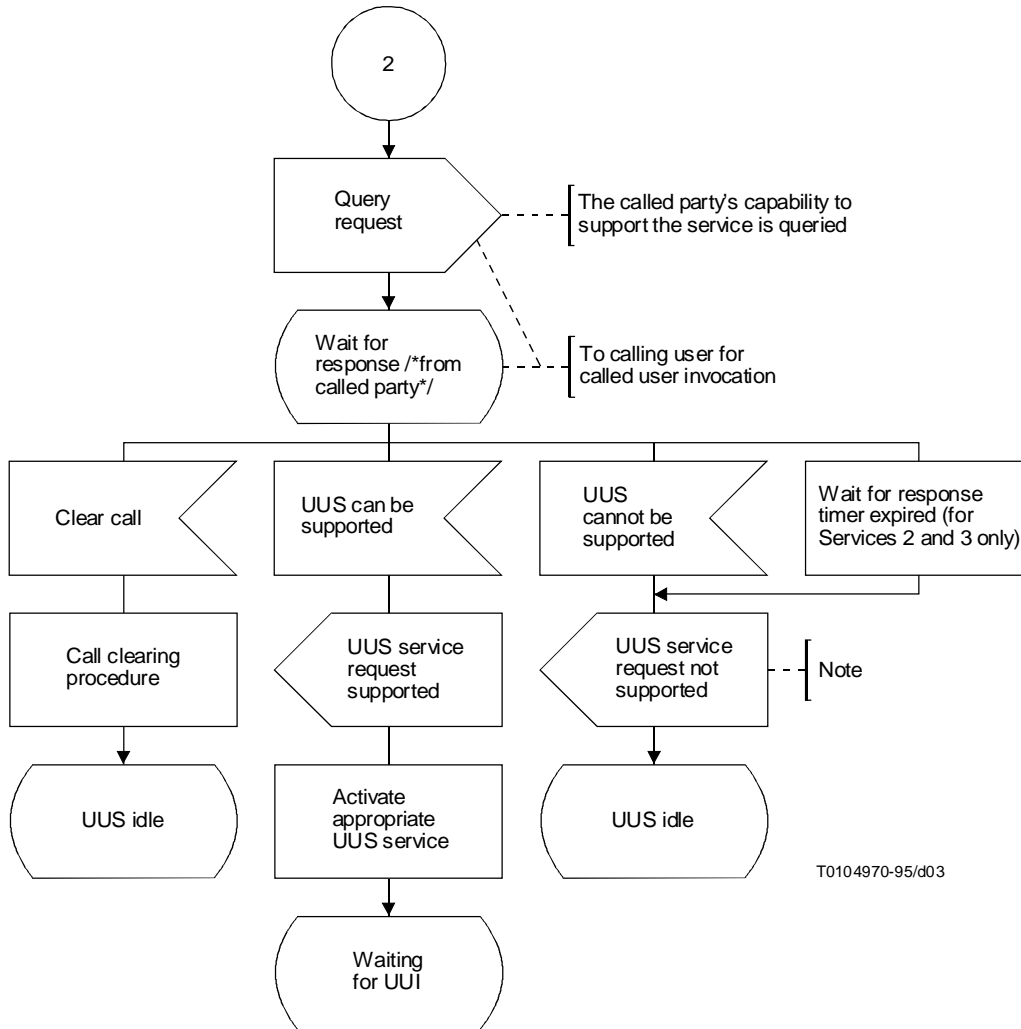 2
Query
request
The called party's capability to
support the service is queried
Wait for
response /*from
called party*/
To calling user for
called user invocation
Clear call
UUS can be
supported
UUS
cannot be
supported
Wait for response
timer expired (for
Services 2 and 3 only)
Call clearing
procedure
UUS service
request
supported
UUS service
request not
supported
Note
UUS idle
Activate
appropriate
UUS service
UUS idle
T0104970-95/d03
Waiting
for UUI